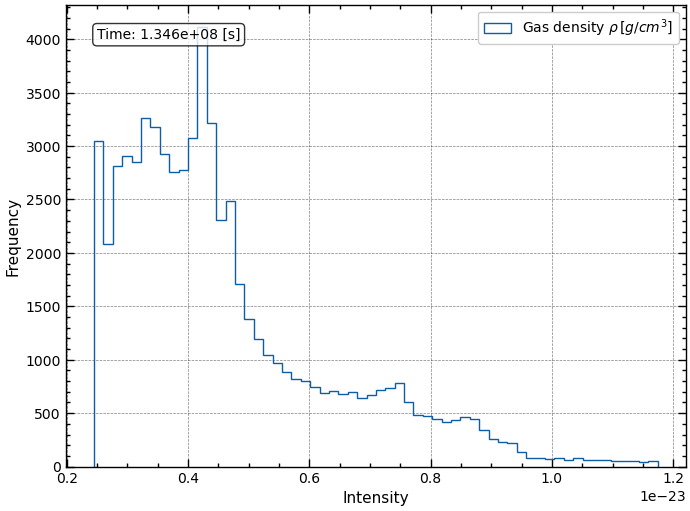 Time: 1.346e+08 [s]
Gas density ρ [g/cm³]
Frequency
4000
3500
3000
2500
2000
1500
1000
500
0
0.2 0.4 0.6 0.8 1.0 1.2
1e−23
Intensity